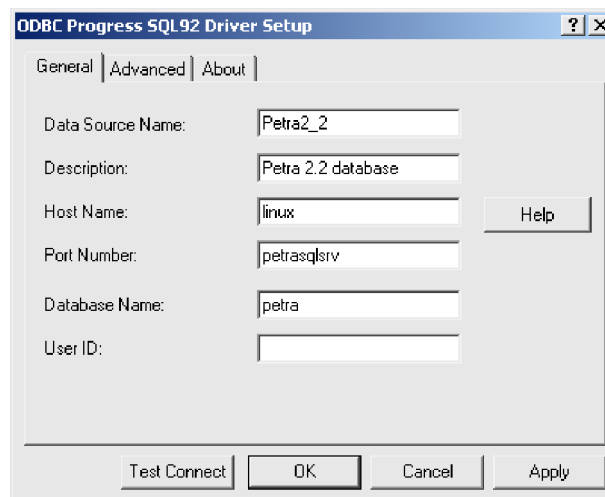 ODBC Progress SQL92 Driver Setup
General Advanced About
Data Source Name: Petra2_2
Description: Petra 2.2 database
Host Name: linux
Help
Port Number: petrasqlsrv
Database Name: petra
User ID:
Test Connect OK Cancel Apply